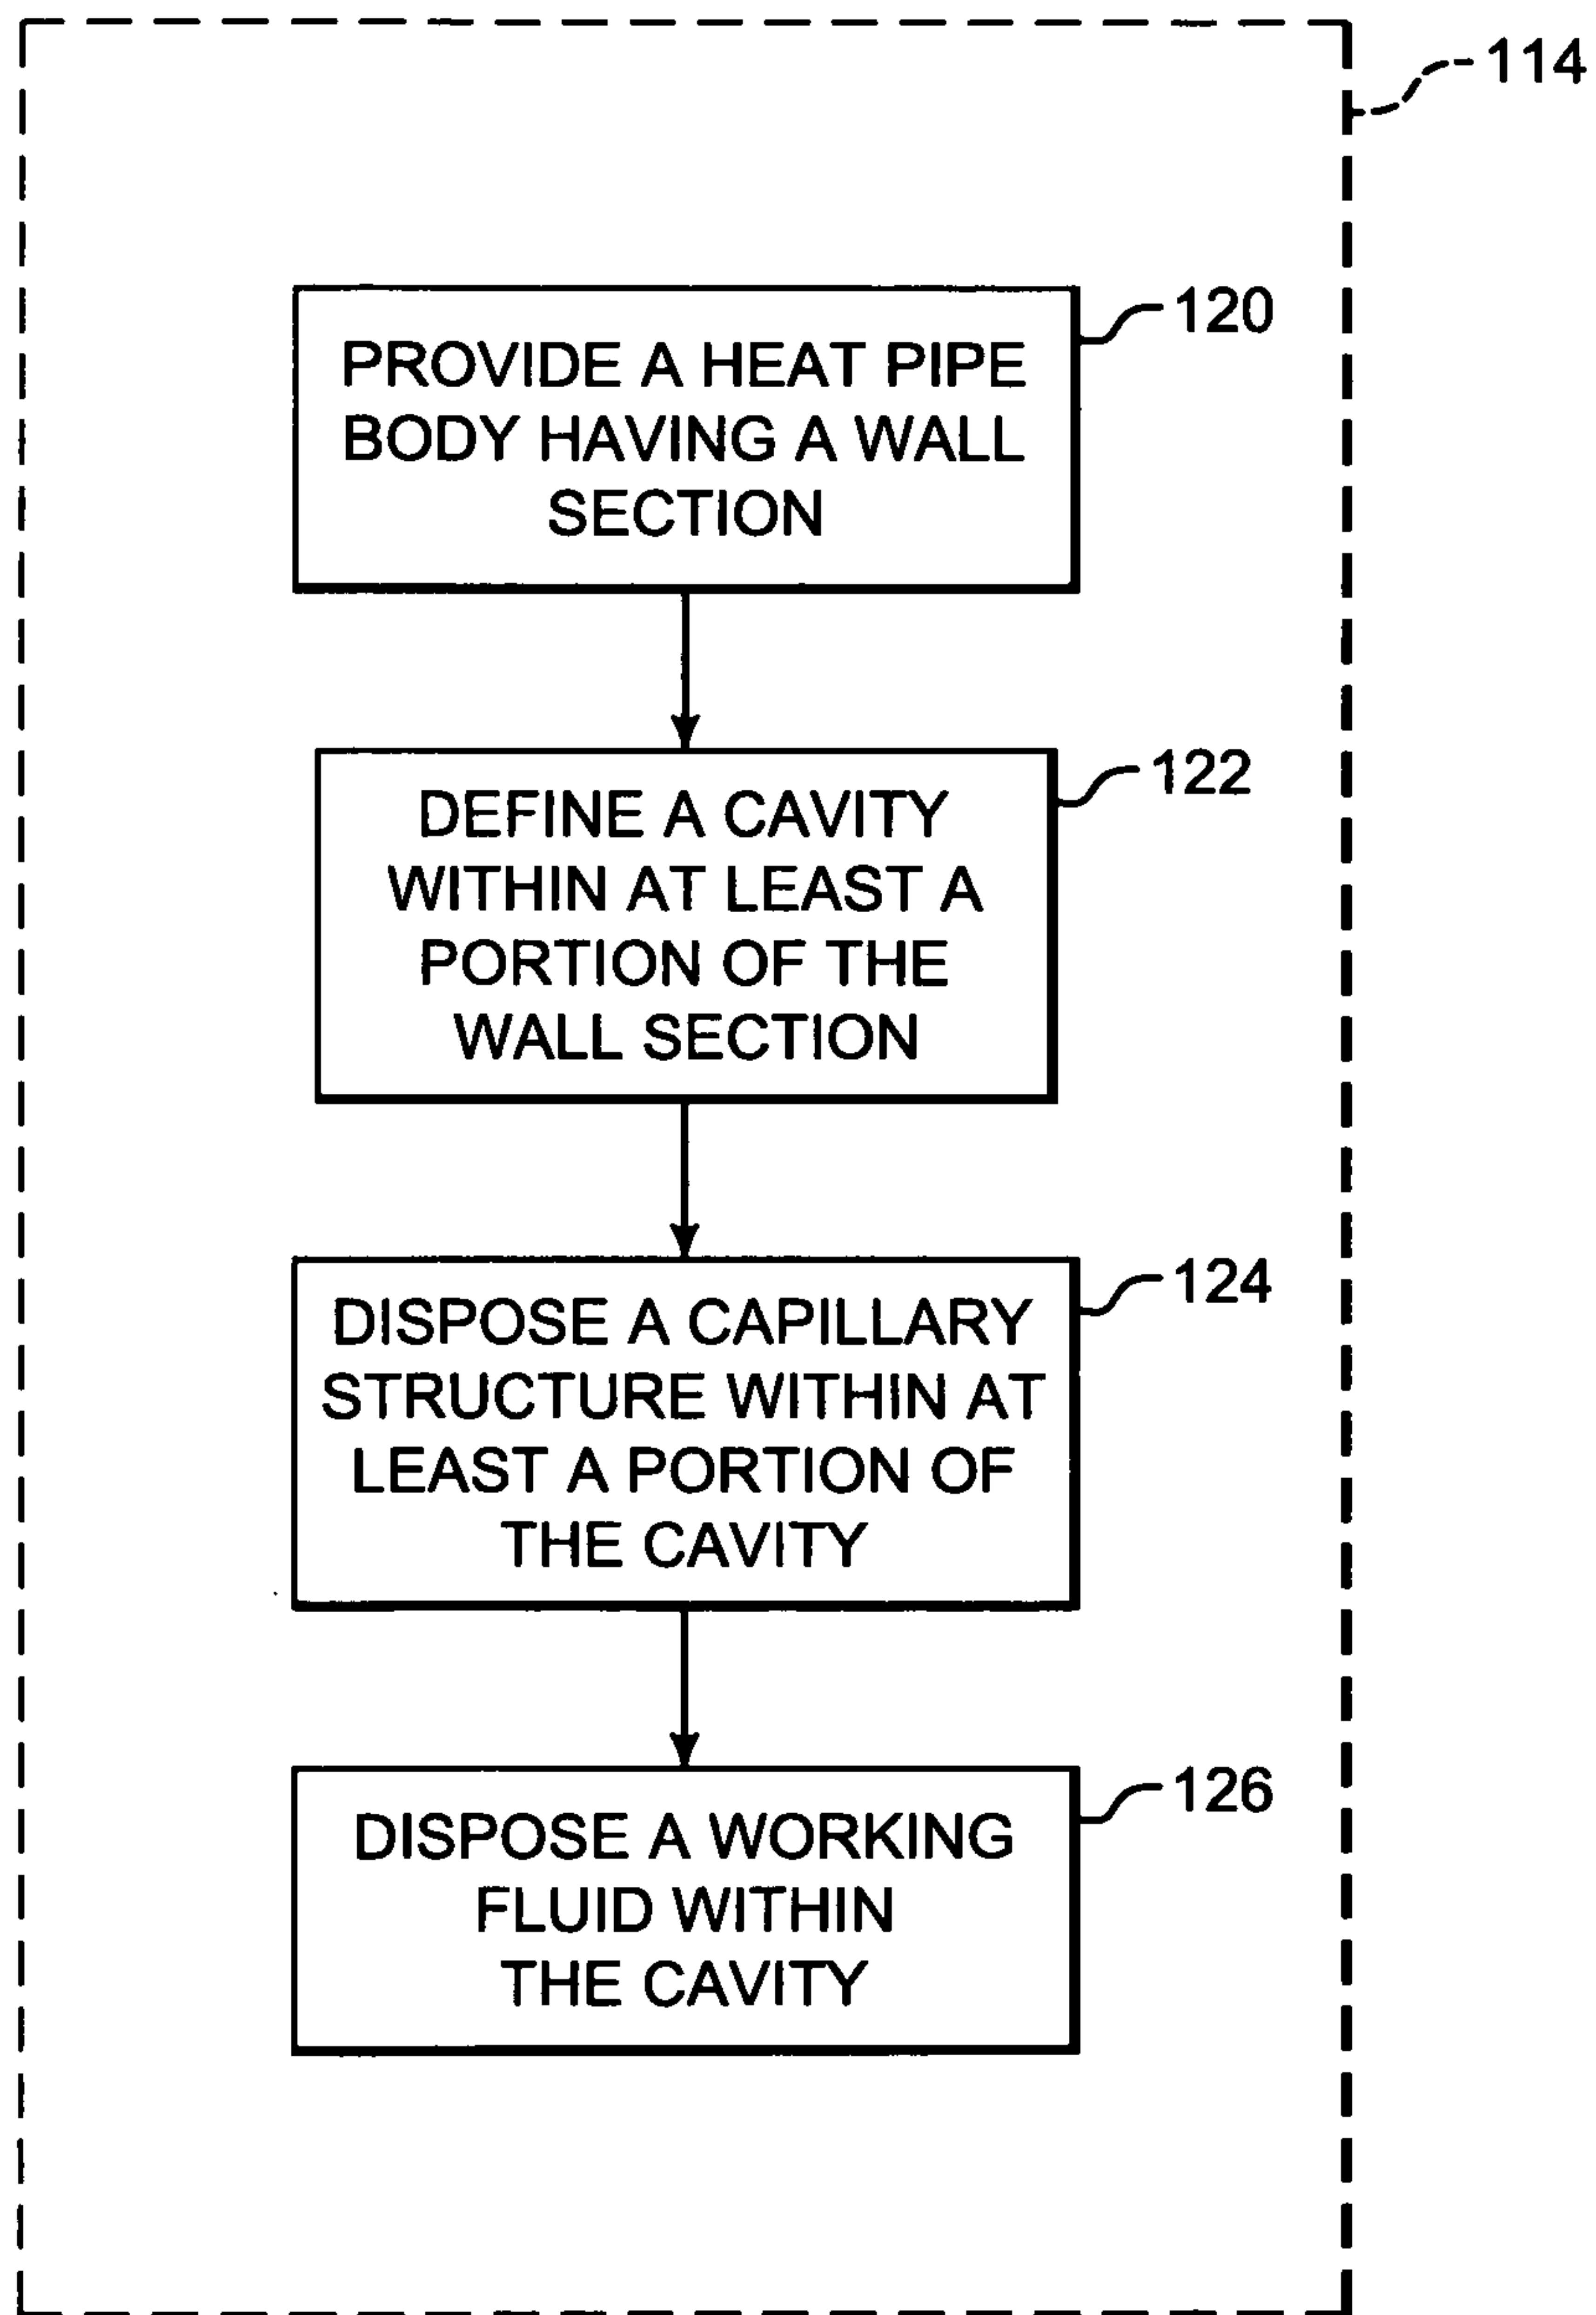 114
120
PROVIDE A HEAT PIPE
BODY HAVING A WALL
SECTION
122
DEFINE A CAVITY
WITHIN AT LEAST A
PORTION OF THE
WALL SECTION
124
DISPOSE A CAPILLARY
STRUCTURE WITHIN AT
LEAST A PORTION OF
THE CAVITY
126
DISPOSE A WORKING
FLUID WITHIN
THE CAVITY